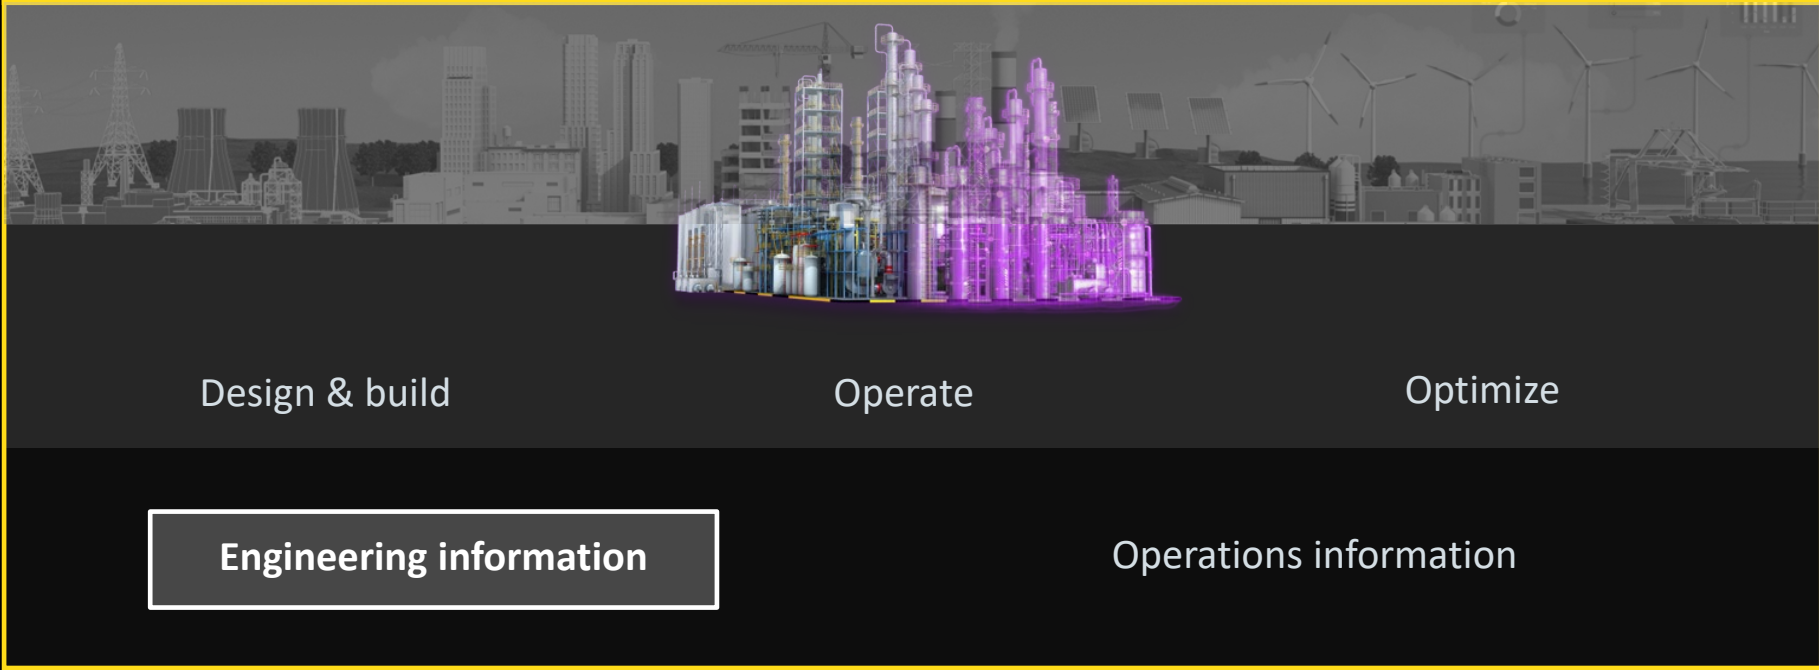 Design & build
Operate
Optimize
Engineering information
Operations information